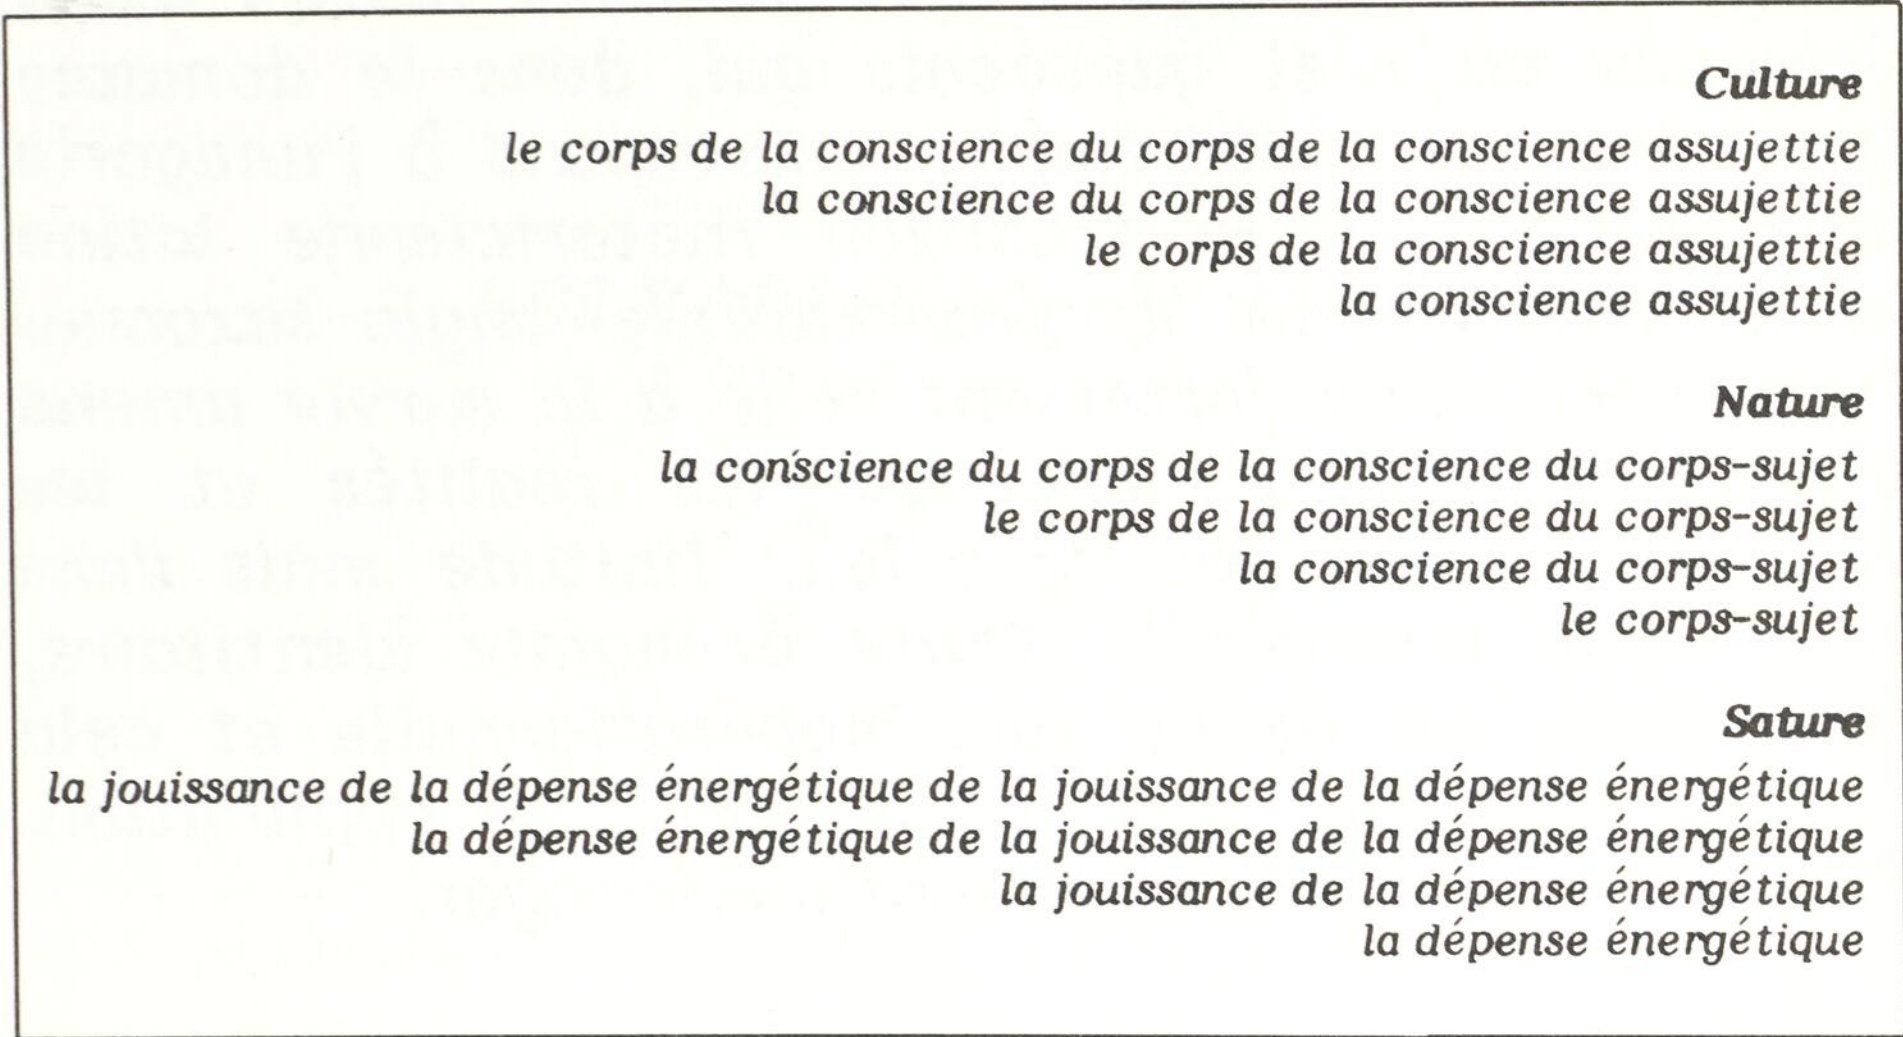 Culture
le corps de la conscience du corps de la conscience assujettie
la conscience du corps de la conscience assujettie
le corps de la conscience assujettie
la conscience assujettie
Nature
la conscience du corps de la conscience du corps-sujet
le corps de la conscience du corps-sujet
la conscience du corps-sujet
le corps-sujet
Sature
la jouissance de la dépense énergétique de la jouissance de la dépense énergétique
la dépense énergétique de la jouissance de la dépense énergétique
la jouissance de la dépense énergétique
la dépense énergétique